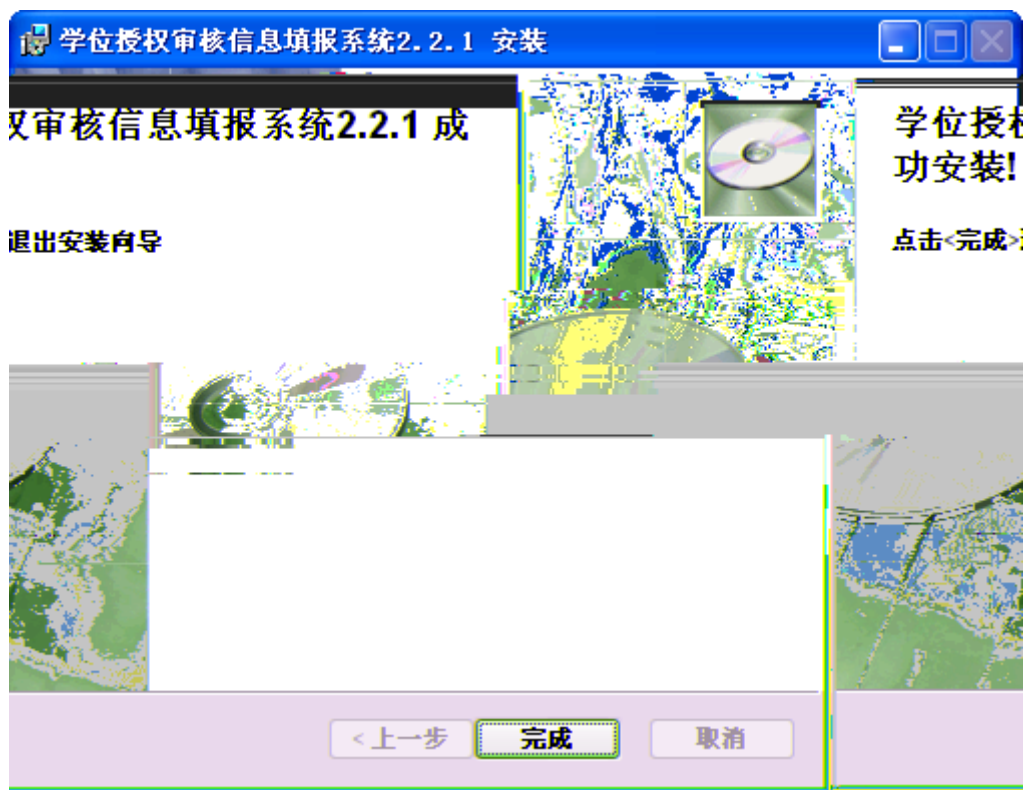 学位授权审核信息填报系统2.2.1 安装
权审核信息填报系统2.2.1 成
学位授权
功安装!
退出安装向导
点击<完成>
<上一步
完成
取消